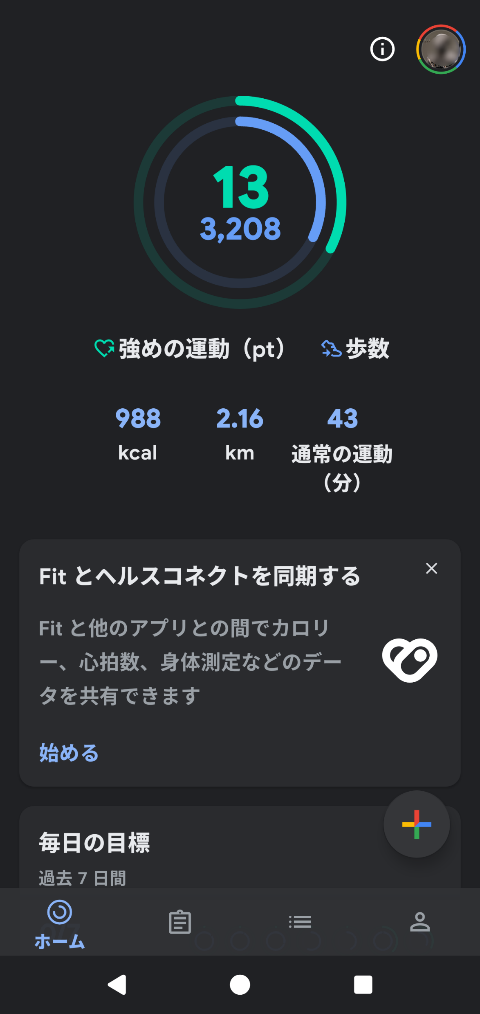 13
3,208
強めの運動（pt） 歩数
988 2.16 43
kcal km 通常の運動
（分）
Fit とヘルスコネクトを同期する
Fit と他のアプリとの間でカロリ
ー、心拍数、身体測定などのデー
タを共有できます
始める
毎日の目標
過去 7 日間
ホーム